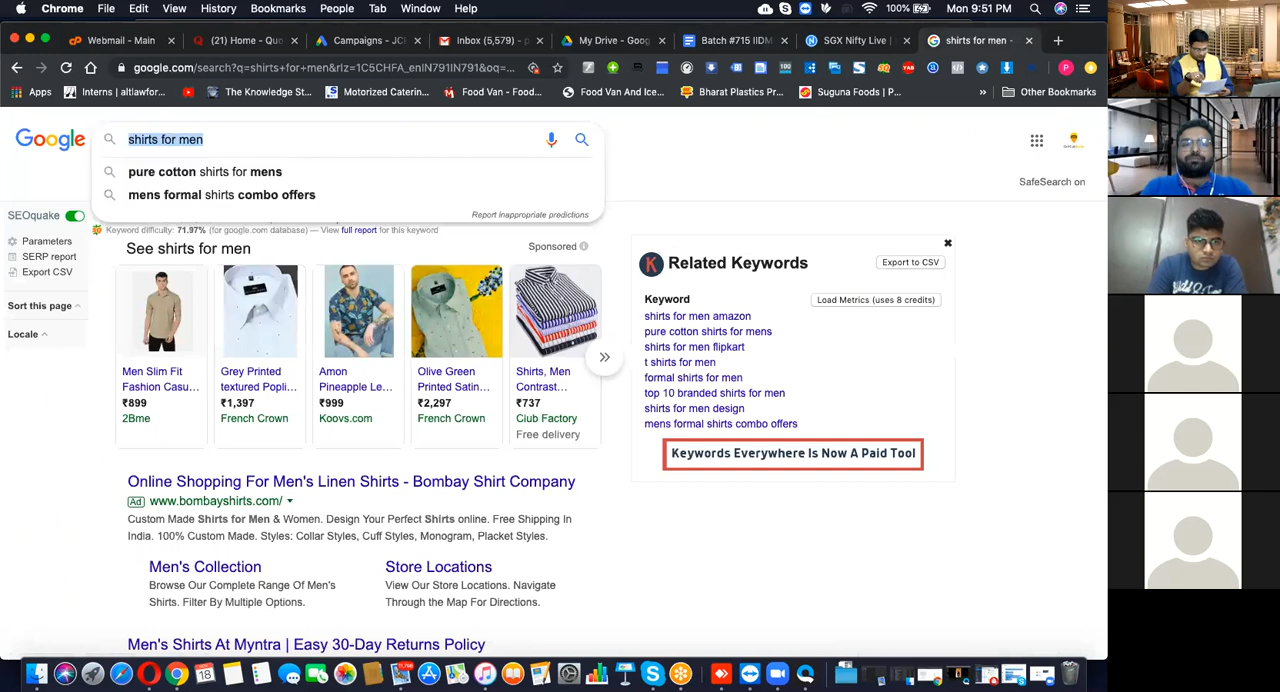 Chrome File Edit View History Bookmarks People Tab Window Help 100% Mon 9:51 PM
Webmail - Main
(21) Home - Quo
Campaigns - JCF
Inbox (5,579) - p
My Drive - Goog
Batch #715 IIDM
SGX Nifty Live |
shirts for men -
google.com/search?q=shirts+for+men&rlz=1C5CHFA_enIN791IN791&oq=...
Apps
Interns | altlawfor...
The Knowledge St...
Motorized Caterin...
Food Van - Food...
Food Van And Ice...
Bharat Plastics Pr...
Suguna Foods | P...
Other Bookmarks
Google
shirts for men
pure cotton shirts for mens
mens formal shirts combo offers
Report inappropriate predictions
SafeSearch on
SEOquake
Parameters
SERP report
Export CSV
Sort this page
Locale
Keyword difficulty: 71.97% (for google.com database) — View full report for this keyword
See shirts for men
Sponsored
Men Slim Fit
Fashion Casu...
₹899
2Bme
Grey Printed
textured Popli...
₹1,397
French Crown
Amon
Pineapple Le...
₹999
Koovs.com
Olive Green
Printed Satin...
₹2,297
French Crown
Shirts, Men
Contrast...
₹737
Club Factory
Free delivery
Online Shopping For Men's Linen Shirts - Bombay Shirt Company
Ad www.bombayshirts.com/
Custom Made Shirts for Men & Women. Design Your Perfect Shirts online. Free Shipping In
India. 100% Custom Made. Styles: Collar Styles, Cuff Styles, Monogram, Placket Styles.
Men's Collection
Browse Our Complete Range Of Men's
Shirts. Filter By Multiple Options.
Store Locations
View Our Store Locations. Navigate
Through the Map For Directions.
Men's Shirts At Myntra | Easy 30-Day Returns Policy
K Related Keywords
Export to CSV
Keyword
Load Metrics (uses 8 credits)
shirts for men amazon
pure cotton shirts for mens
shirts for men flipkart
t shirts for men
formal shirts for men
top 10 branded shirts for men
shirts for men design
mens formal shirts combo offers
Keywords Everywhere Is Now A Paid Tool